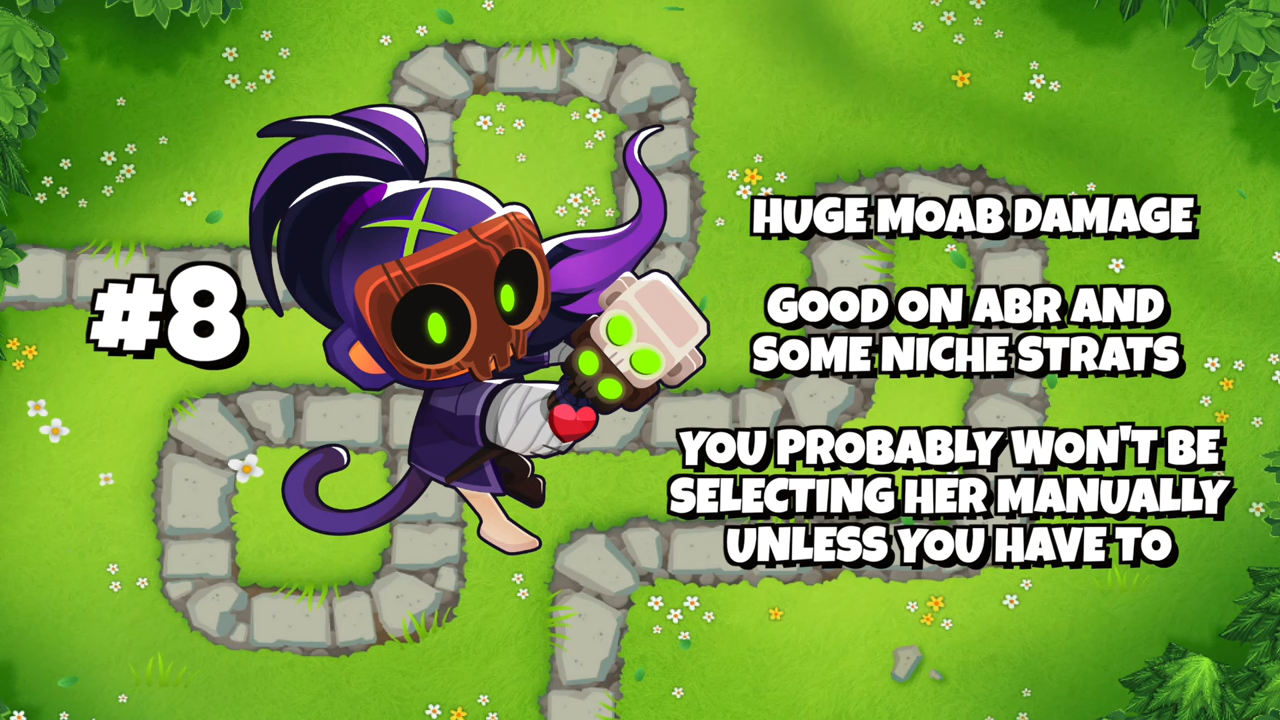 #8
HUGE MOAB DAMAGE
GOOD ON ABR AND
SOME NICHE STRATS
YOU PROBABLY WON'T BE
SELECTING HER MANUALLY
UNLESS YOU HAVE TO